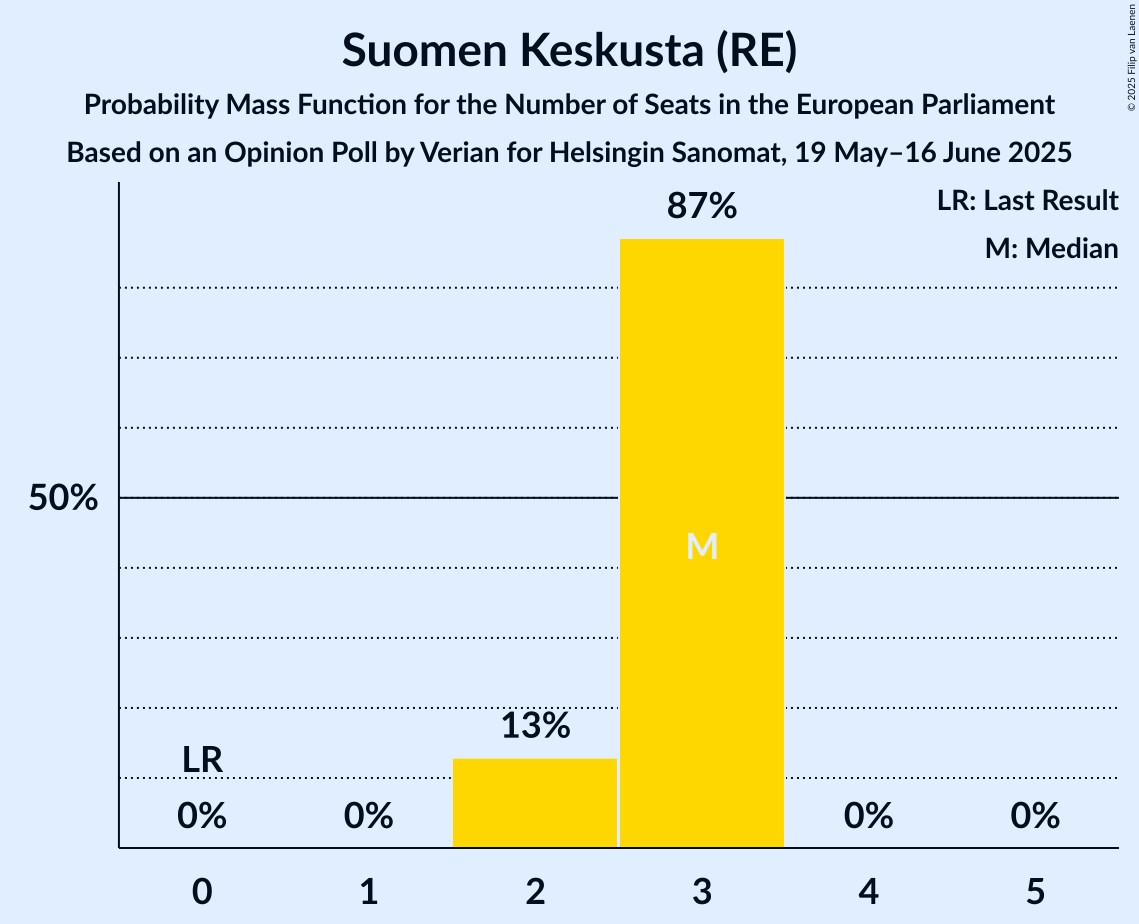 Suomen Keskusta (RE)
Probability Mass Function for the Number of Seats in the European Parliament
Based on an Opinion Poll by Verian for Helsingin Sanomat, 19 May–16 June 2025
© 2025 Filip van Laenen
LR: Last Result
M: Median
87%
50%
M
13%
LR
0% 0% 0% 0%
0 1 2 3 4 5